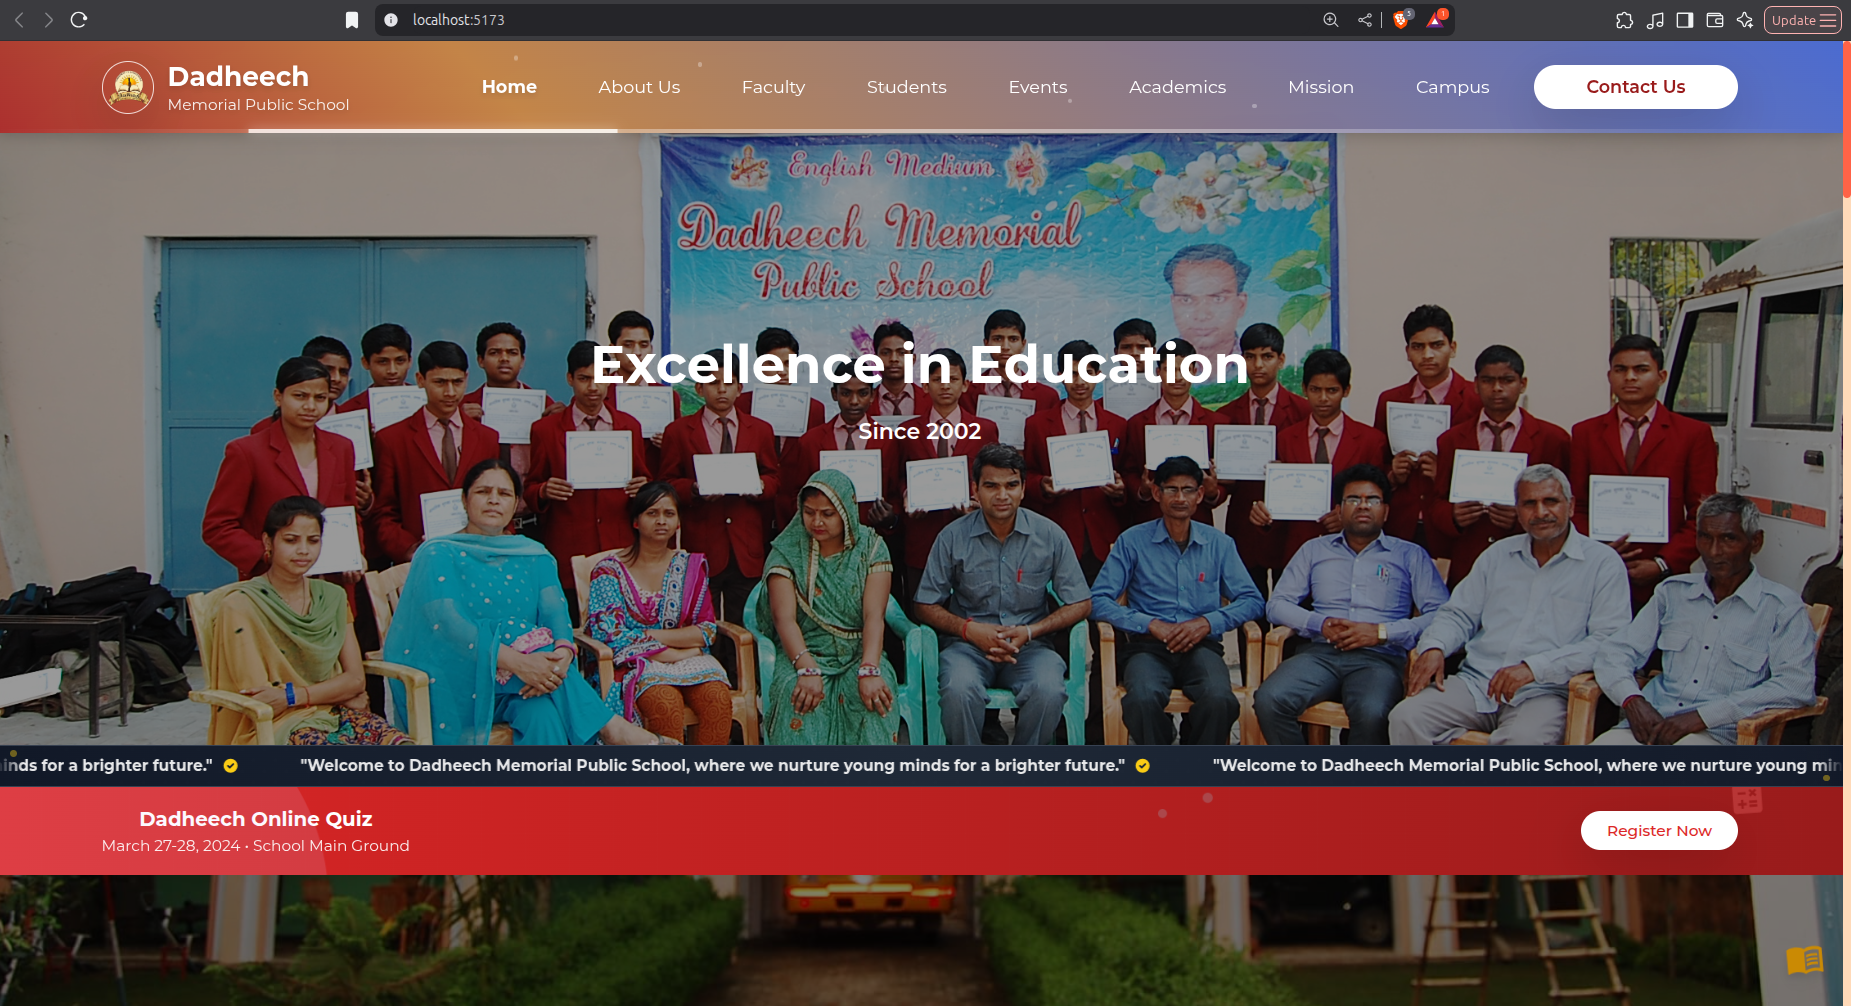 localhost:5173
5
1
Update
Dadheech
Memorial Public School
Home
About Us
Faculty
Students
Events
Academics
Mission
Campus
Contact Us
English Medium
Dadheech Memorial
Public School
Excellence in Education
Since 2002
inds for a brighter future."
"Welcome to Dadheech Memorial Public School, where we nurture young minds for a brighter future."
"Welcome to Dadheech Memorial Public School, where we nurture young min
Dadheech Online Quiz
March 27-28, 2024 • School Main Ground
Register Now